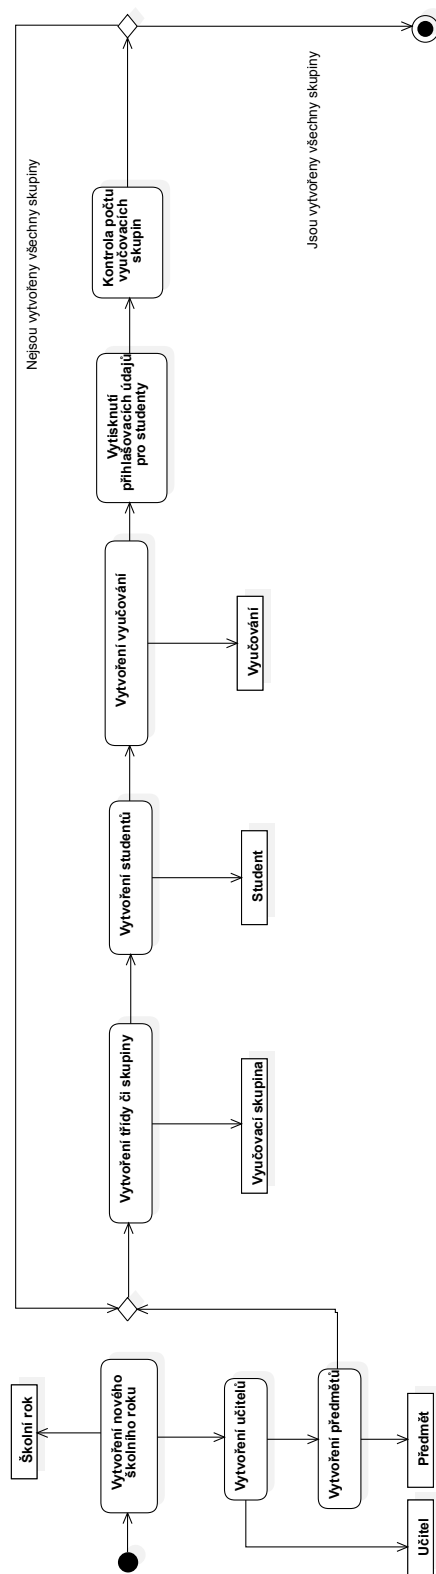 Školní rok
Vytvoření nového
školního roku
Vytvoření učitelů
Učitel
Vytvoření předmětů
Předmět
Vytvoření třídy či skupiny
Vyučovací skupina
Vytvoření studentů
Student
Vytvoření vyučování
Vyučování
Vytisknutí
přihlašovacích údajů
pro studenty
Kontrola počtu
vyučovacích
skupin
Nejsou vytvořeny všechny skupiny
Jsou vytvořeny všechny skupiny